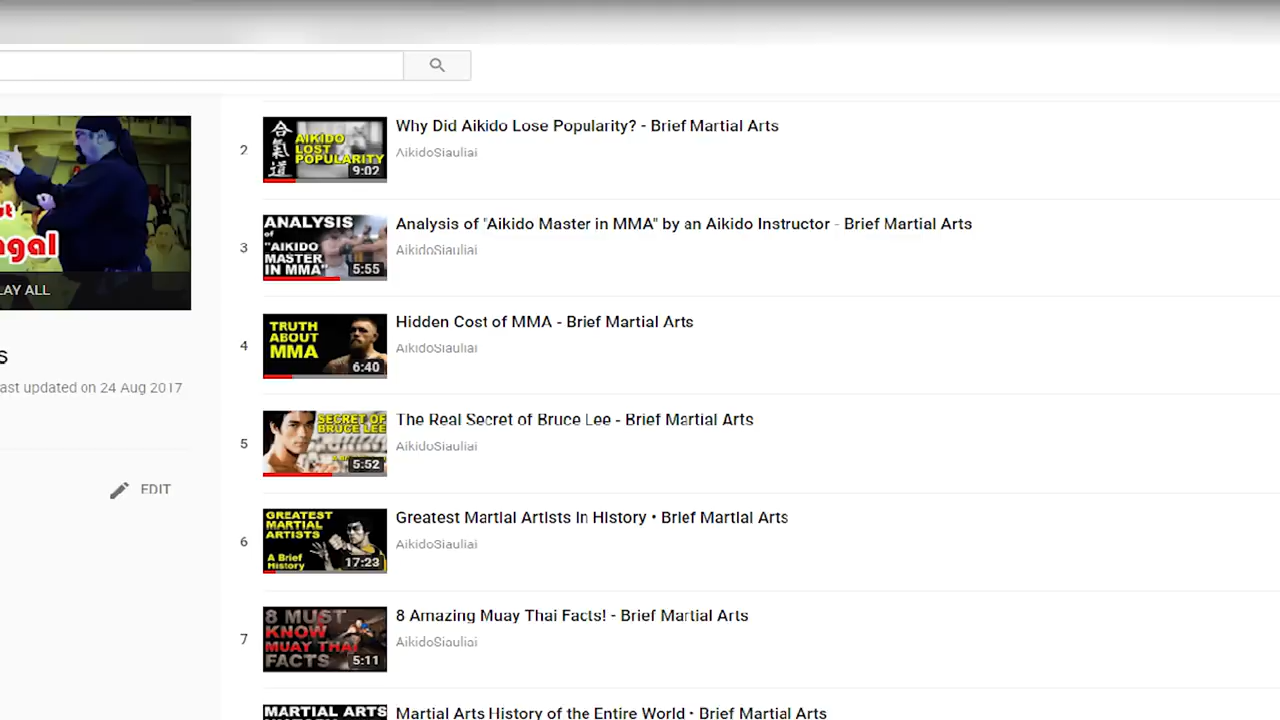 ut
ngal
LAY ALL
s
ast updated on 24 Aug 2017
EDIT
2
合氣道
AIKIDO
LOST
POPULARITY
9:02
Why Did Aikido Lose Popularity? - Brief Martial Arts
AikidoSiauliai
3
ANALYSIS
of
"AIKIDO
MASTER
IN MMA"
5:55
Analysis of "Aikido Master in MMA" by an Aikido Instructor - Brief Martial Arts
AikidoSiauliai
4
TRUTH
ABOUT
MMA
6:40
Hidden Cost of MMA - Brief Martial Arts
AikidoSiauliai
5
SECRET OF
BRUCE LEE
5:52
The Real Secret of Bruce Lee - Brief Martial Arts
AikidoSiauliai
6
GREATEST
MARTIAL
ARTISTS
A Brief
History
17:23
Greatest Martial Artists in History • Brief Martial Arts
AikidoSiauliai
7
8 MUST
KNOW
MUAY THAI
FACTS
5:11
8 Amazing Muay Thai Facts! - Brief Martial Arts
AikidoSiauliai
MARTIAL ARTS
Martial Arts History of the Entire World • Brief Martial Arts